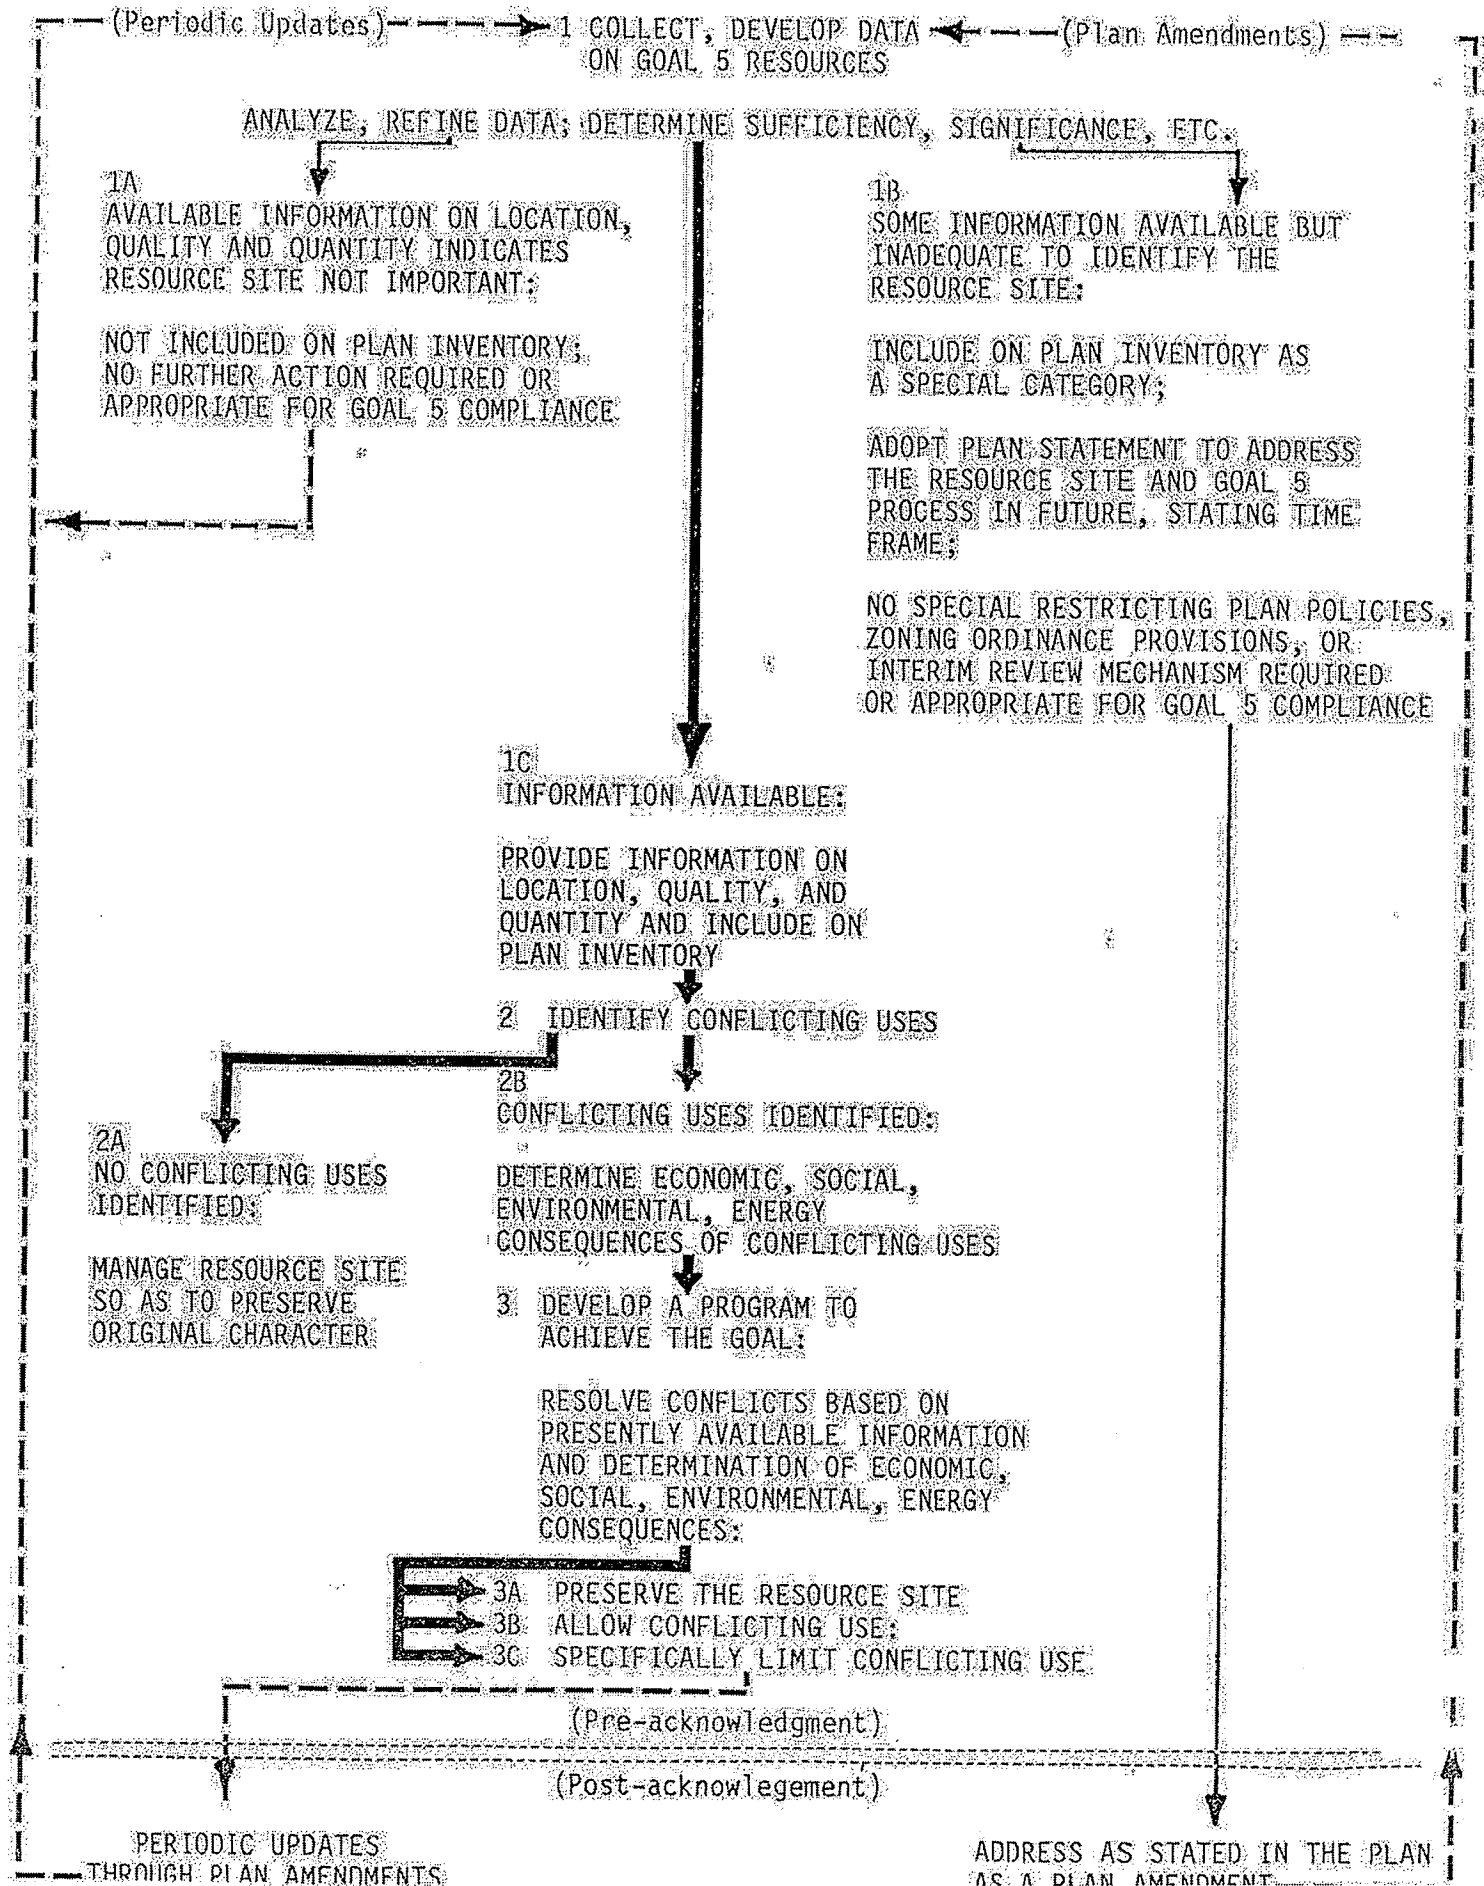 (Periodic Updates)
1 COLLECT, DEVELOP DATA
ON GOAL 5 RESOURCES
(Plan Amendments)
ANALYZE, REFINE DATA; DETERMINE SUFFICIENCY, SIGNIFICANCE, ETC.
1A
AVAILABLE INFORMATION ON LOCATION,
QUALITY AND QUANTITY INDICATES
RESOURCE SITE NOT IMPORTANT:
NOT INCLUDED ON PLAN INVENTORY;
NO FURTHER ACTION REQUIRED OR
APPROPRIATE FOR GOAL 5 COMPLIANCE
1B
SOME INFORMATION AVAILABLE BUT
INADEQUATE TO IDENTIFY THE
RESOURCE SITE:
INCLUDE ON PLAN INVENTORY AS
A SPECIAL CATEGORY;
ADOPT PLAN STATEMENT TO ADDRESS
THE RESOURCE SITE AND GOAL 5
PROCESS IN FUTURE, STATING TIME
FRAME;
NO SPECIAL RESTRICTING PLAN POLICIES,
ZONING ORDINANCE PROVISIONS, OR
INTERIM REVIEW MECHANISM REQUIRED
OR APPROPRIATE FOR GOAL 5 COMPLIANCE
1C
INFORMATION AVAILABLE:
PROVIDE INFORMATION ON
LOCATION, QUALITY, AND
QUANTITY AND INCLUDE ON
PLAN INVENTORY
2 IDENTIFY CONFLICTING USES
2A
NO CONFLICTING USES
IDENTIFIED:
MANAGE RESOURCE SITE
SO AS TO PRESERVE
ORIGINAL CHARACTER
2B
CONFLICTING USES IDENTIFIED:
DETERMINE ECONOMIC, SOCIAL,
ENVIRONMENTAL, ENERGY
CONSEQUENCES OF CONFLICTING USES
3 DEVELOP A PROGRAM TO
ACHIEVE THE GOAL:
RESOLVE CONFLICTS BASED ON
PRESENTLY AVAILABLE INFORMATION
AND DETERMINATION OF ECONOMIC,
SOCIAL, ENVIRONMENTAL, ENERGY
CONSEQUENCES:
3A PRESERVE THE RESOURCE SITE
3B ALLOW CONFLICTING USE:
3C SPECIFICALLY LIMIT CONFLICTING USE
(Pre-acknowledgment)
(Post-acknowlegement)
PERIODIC UPDATES
THROUGH PLAN AMENDMENTS
ADDRESS AS STATED IN THE PLAN
AS A PLAN AMENDMENT